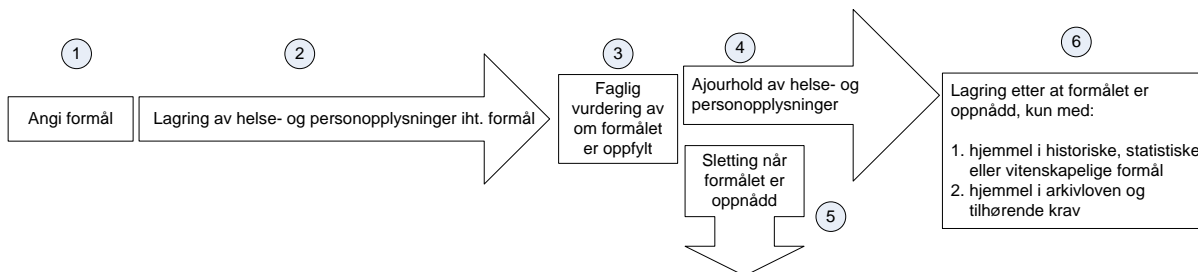 1
Angi formål
2
Lagring av helse- og personopplysninger iht. formål
3
Faglig
vurdering av
om formålet
er oppfylt
4
Ajourhold av helse- og
personopplysninger
Sletting når
formålet er
oppnådd
5
6
Lagring etter at formålet er
oppnådd, kun med:
1. hjemmel i historiske, statistiske
eller vitenskapelige formål
2. hjemmel i arkivloven og
tilhørende krav